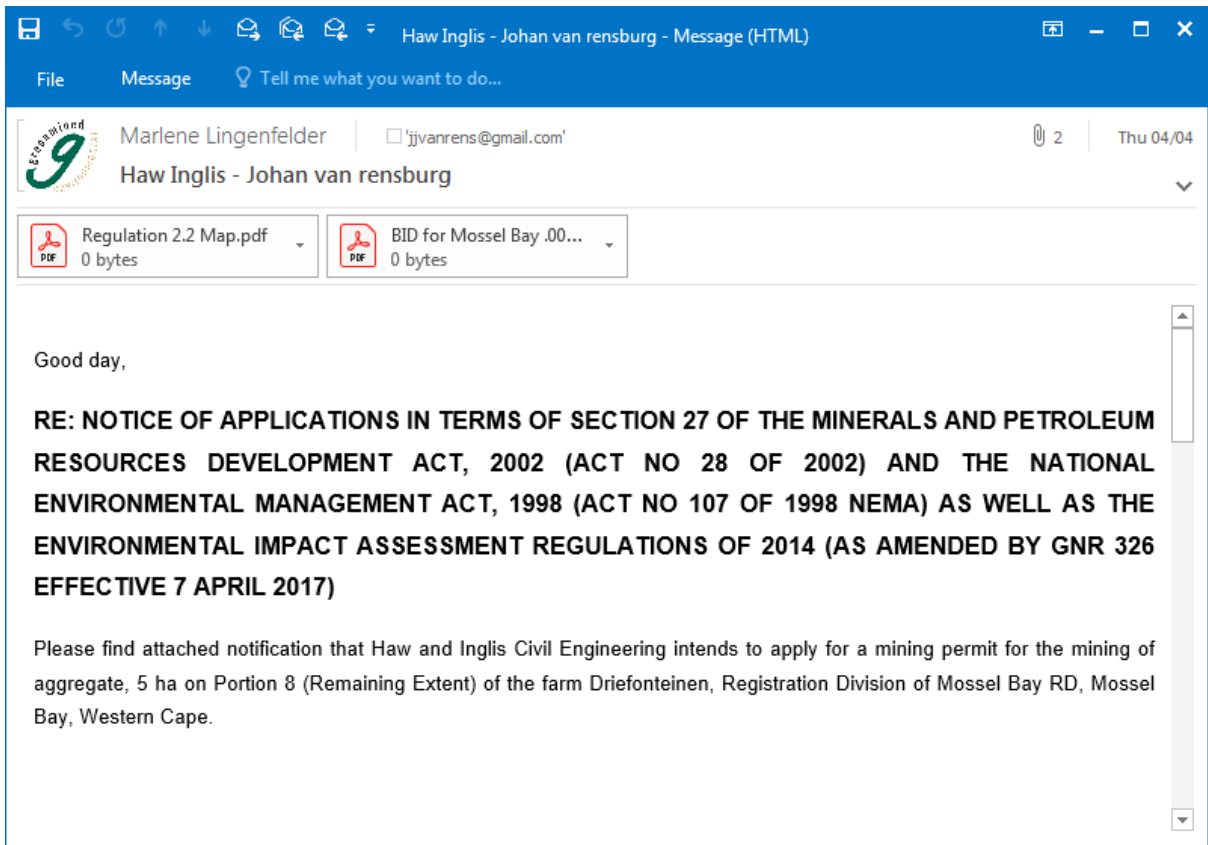 Haw Inglis - Johan van rensburg - Message (HTML)
File Message Tell me what you want to do...
Marlene Lingenfelder 'jjvanrens@gmail.com' 2 Thu 04/04
Haw Inglis - Johan van rensburg
Regulation 2.2 Map.pdf
0 bytes
BID for Mossel Bay .00...
0 bytes
PDF
PDF
Good day,
RE: NOTICE OF APPLICATIONS IN TERMS OF SECTION 27 OF THE MINERALS AND PETROLEUM
RESOURCES DEVELOPMENT ACT, 2002 (ACT NO 28 OF 2002) AND THE NATIONAL
ENVIRONMENTAL MANAGEMENT ACT, 1998 (ACT NO 107 OF 1998 NEMA) AS WELL AS THE
ENVIRONMENTAL IMPACT ASSESSMENT REGULATIONS OF 2014 (AS AMENDED BY GNR 326
EFFECTIVE 7 APRIL 2017)
Please find attached notification that Haw and Inglis Civil Engineering intends to apply for a mining permit for the mining of
aggregate, 5 ha on Portion 8 (Remaining Extent) of the farm Driefonteinen, Registration Division of Mossel Bay RD, Mossel
Bay, Western Cape.